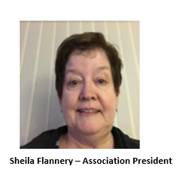 Sheila Flannery – Association President